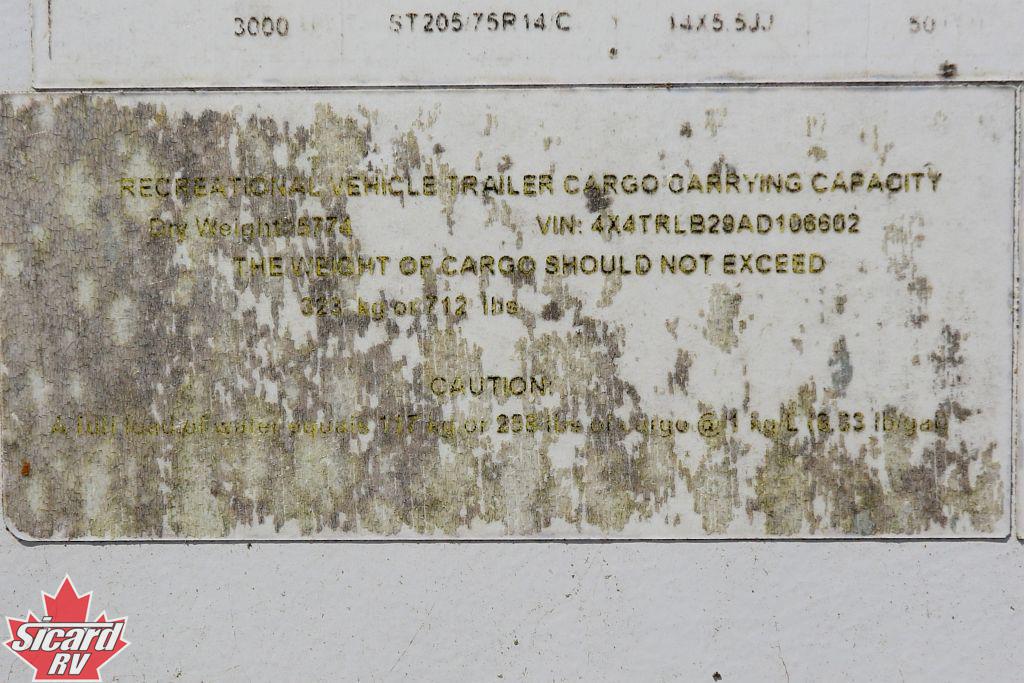 3000 ST205/75R14/C 14X5.5JJ 50
RECREATIONAL VEHICLE TRAILER CARGO CARRYING CAPACITY
Dry Weight: 5774 VIN: 4X4TRLB29AD106602
THE WEIGHT OF CARGO SHOULD NOT EXCEED
323 kg or 712 lbs
CAUTION:
A full load of water equals 117 kg or 258 lbs of cargo @ 1 kg/L (8.33 lb/gal)
Sicard
RV